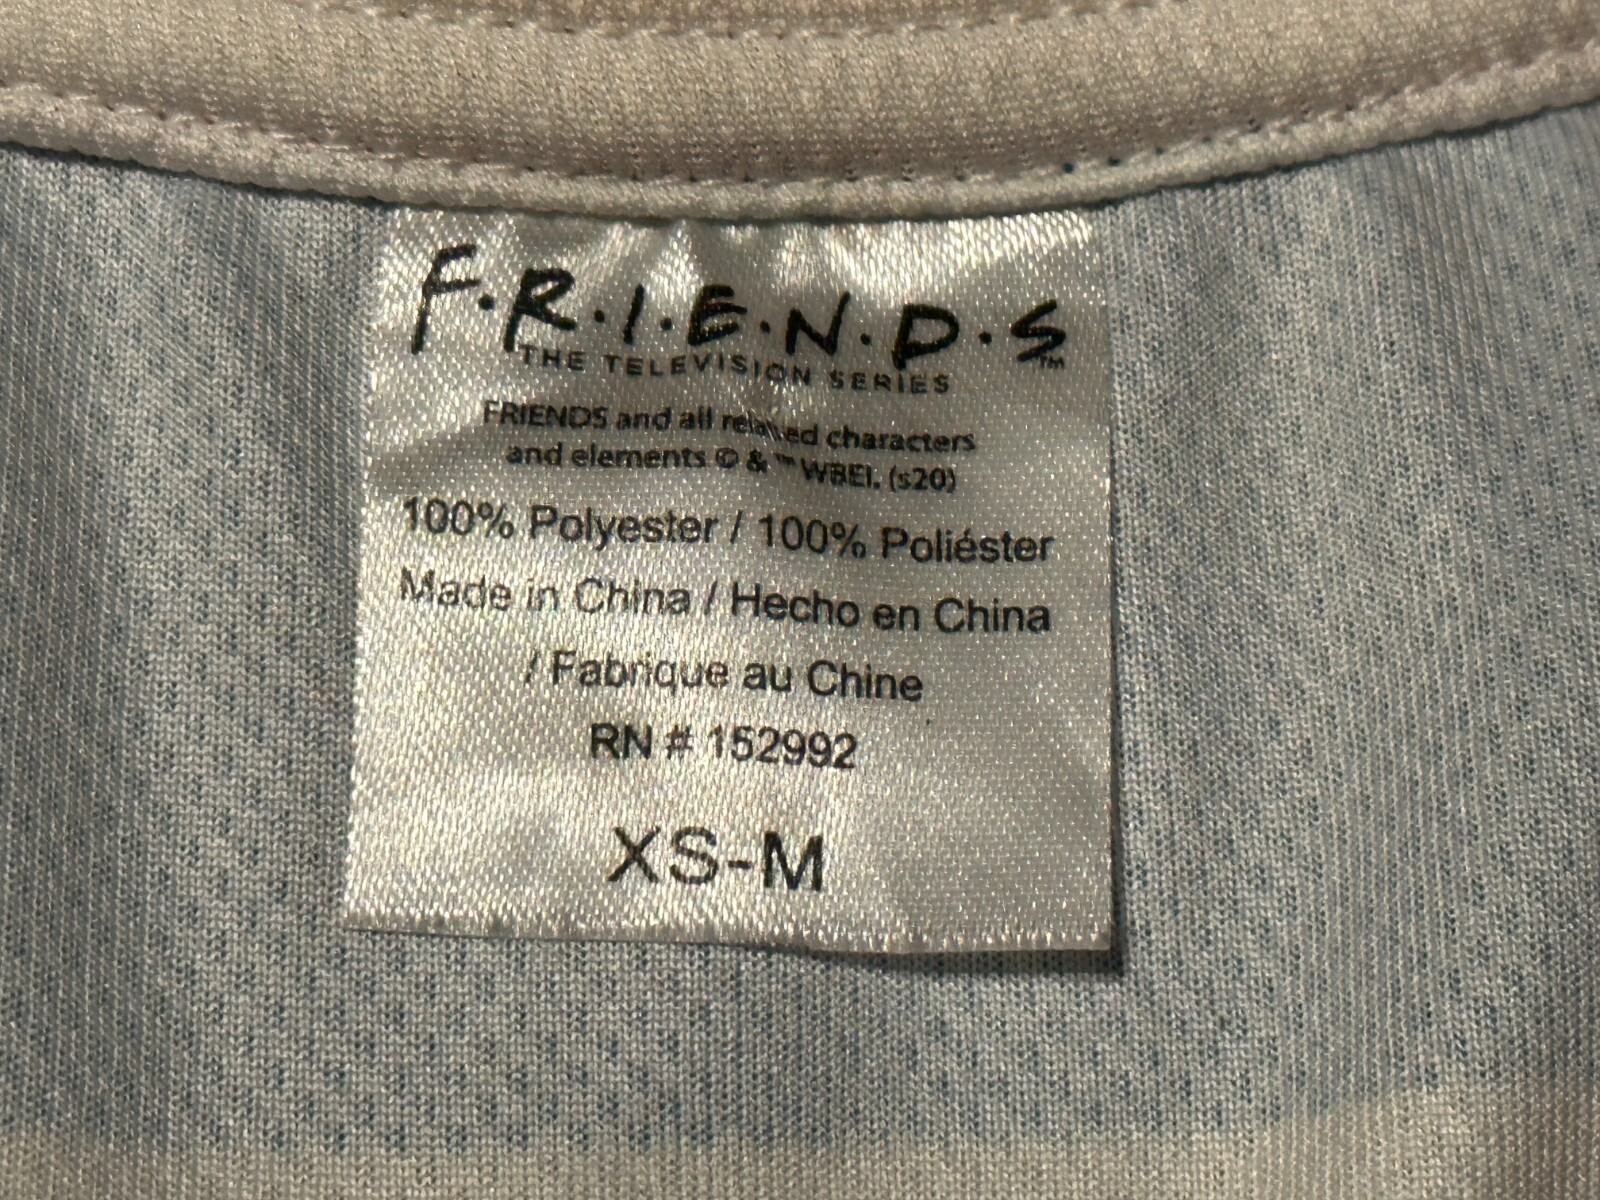 F·R·I·E·N·D·S™
THE TELEVISION SERIES
FRIENDS and all related characters
and elements © & ™ WBEI. (s20)
100% Polyester / 100% Poliéster
Made in China / Hecho en China
/ Fabrique au Chine
RN # 152992
XS-M